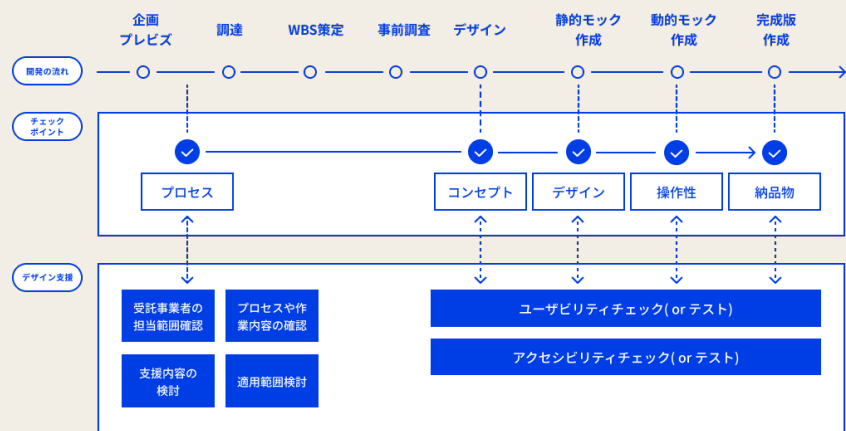 企画
プレビズ
調達
WBS策定
事前調査
デザイン
静的モック
作成
動的モック
作成
完成版
作成
開発の流れ
チェック
ポイント
プロセス
コンセプト
デザイン
操作性
納品物
デザイン支援
受託事業者の
担当範囲確認
プロセスや作
業内容の確認
支援内容の
検討
適用範囲検討
ユーザビリティチェック( or テスト)
アクセシビリティチェック( or テスト)